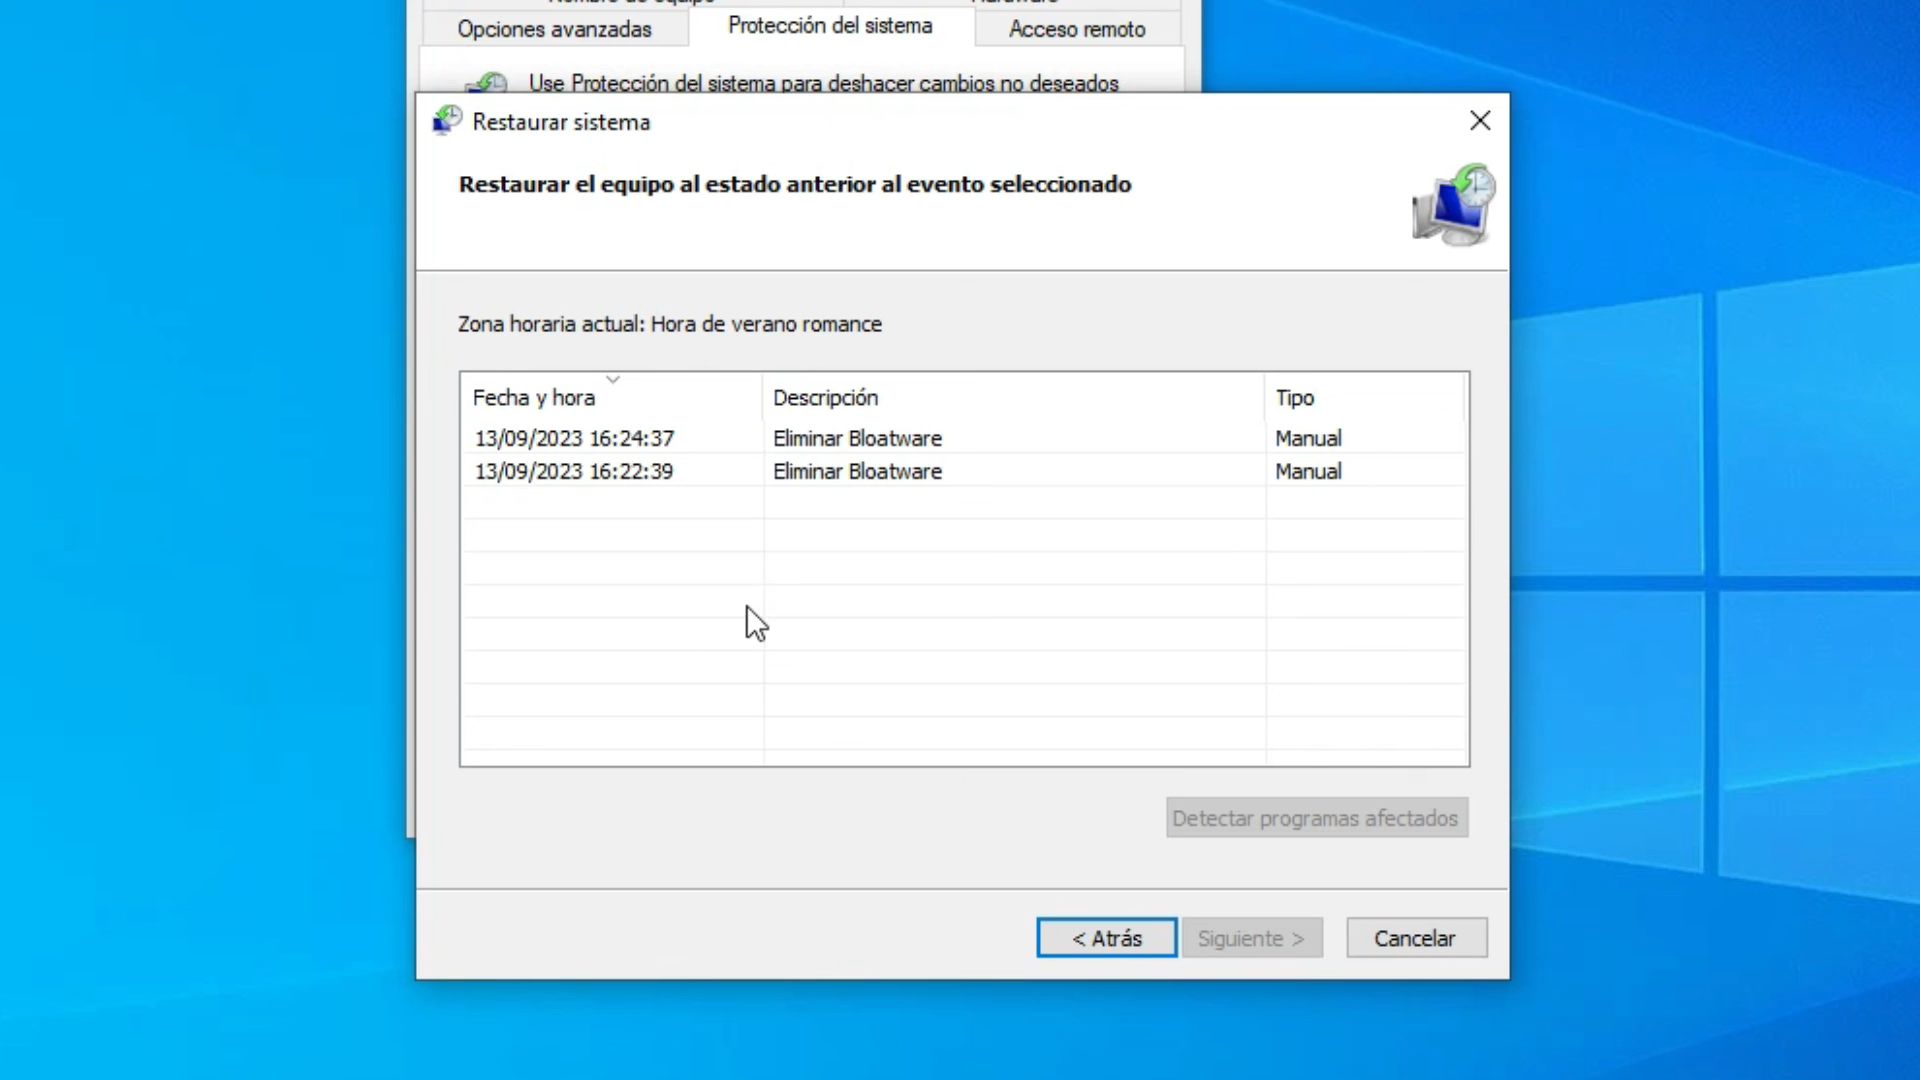 Opciones avanzadas
Protección del sistema
Acceso remoto
Use Protección del sistema para deshacer cambios no deseados
Restaurar sistema
Restaurar el equipo al estado anterior al evento seleccionado
Zona horaria actual: Hora de verano romance
Fecha y hora Descripción Tipo
13/09/2023 16:24:37 Eliminar Bloatware Manual
13/09/2023 16:22:39 Eliminar Bloatware Manual
Detectar programas afectados
< Atrás Siguiente > Cancelar